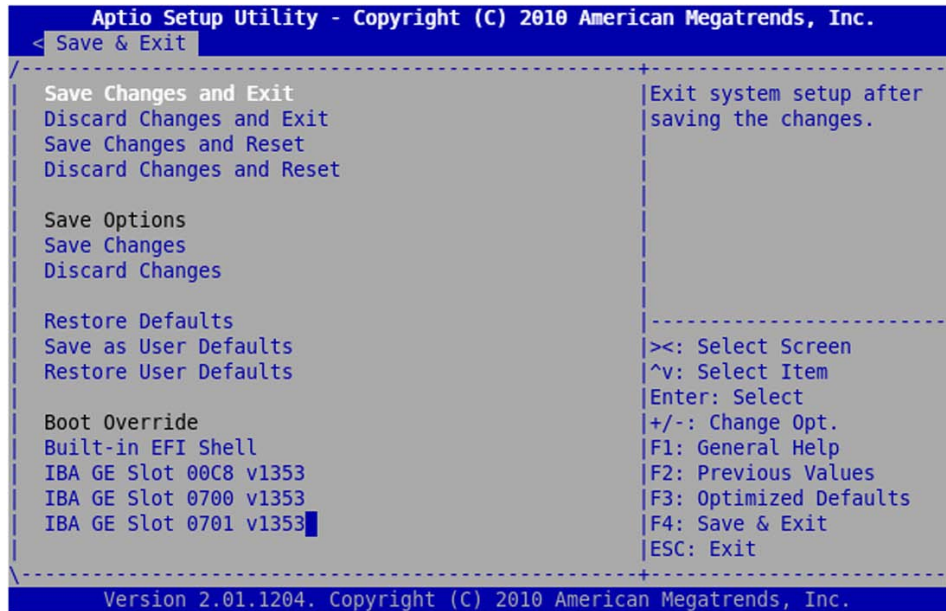 Aptio Setup Utility - Copyright (C) 2010 American Megatrends, Inc.
< Save & Exit
/----------------------------------------------------+-------------------------
| Save Changes and Exit |Exit system setup after
| Discard Changes and Exit |saving the changes.
| Save Changes and Reset |
| Discard Changes and Reset |
| |
| Save Options |
| Save Changes |
| Discard Changes |
| |
| Restore Defaults |-------------------------
| Save as User Defaults |><: Select Screen
| Restore User Defaults |^v: Select Item
| |Enter: Select
| Boot Override |+/-: Change Opt.
| Built-in EFI Shell |F1: General Help
| IBA GE Slot 00C8 v1353 |F2: Previous Values
| IBA GE Slot 0700 v1353 |F3: Optimized Defaults
| IBA GE Slot 0701 v1353 |F4: Save & Exit
| |ESC: Exit
\----------------------------------------------------+-------------------------
Version 2.01.1204. Copyright (C) 2010 American Megatrends, Inc.